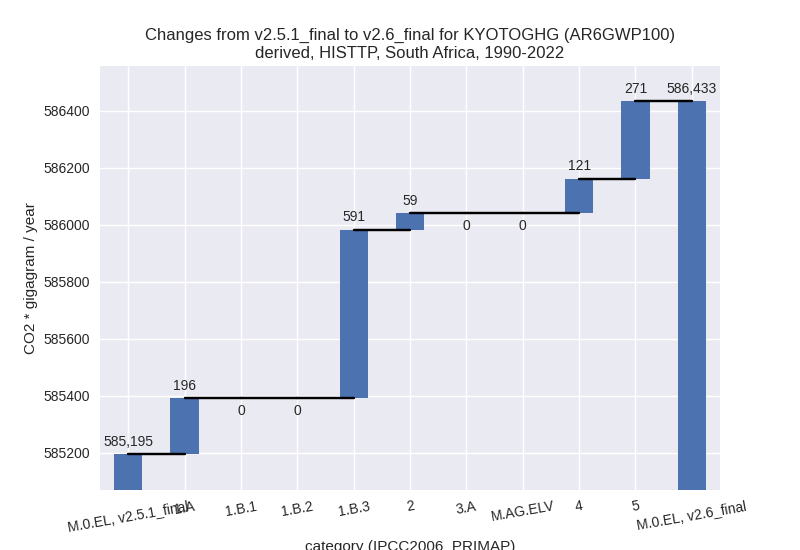 Changes from v2.5.1_final to v2.6_final for KYOTOGHG (AR6GWP100)
derived, HISTTP, South Africa, 1990-2022
CO2 * gigagram / year
586400
586200
586000
585800
585600
585400
585200
585,195
196
0
0
591
59
0
0
121
271
586,433
M.0.EL, v2.5.1_final
1.A
1.B.1
1.B.2
1.B.3
2
3.A
M.AG.ELV
4
5
M.0.EL, v2.6_final
category (IPCC2006_PRIMAP)